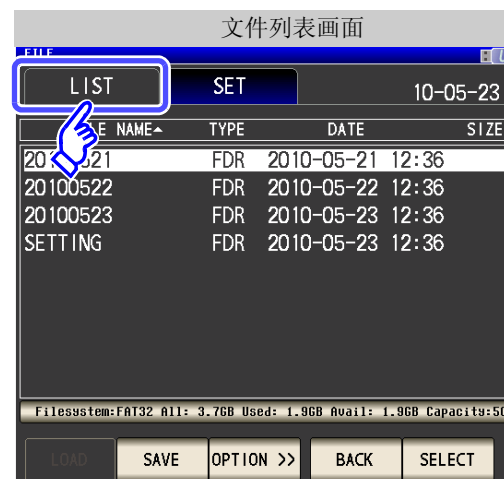 文件列表画面
FILE
LIST SET 10-05-23
NAME▲ TYPE DATE SIZE
FDR 2010-05-21 12:36
20100522 FDR 2010-05-22 12:36
20100523 FDR 2010-05-23 12:36
SETTING FDR 2010-05-23 12:36
Filesystem:FAT32 All: 3.7GB Used: 1.9GB Avail: 1.9GB Capacity:50
LOAD SAVE OPTION >> BACK SELECT